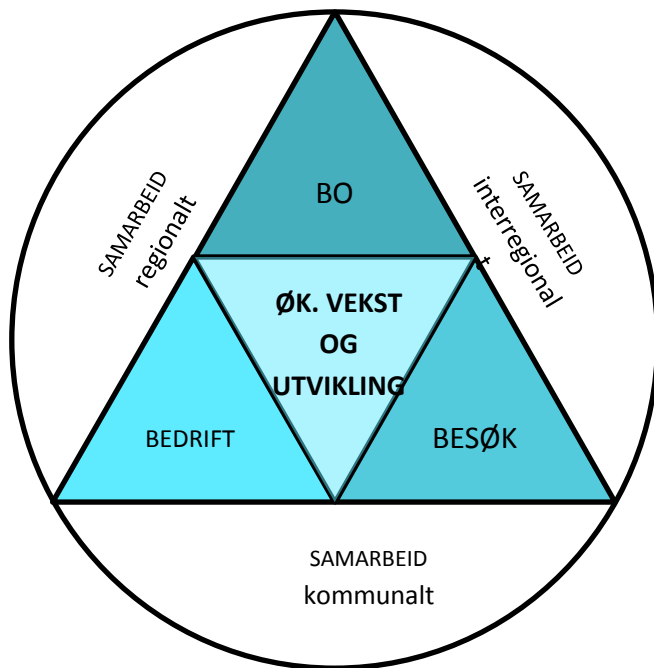 BO
SAMARBEID
regionalt
SAMARBEID
interregional
t
ØK. VEKST
OG
UTVIKLING
BEDRIFT
BESØK
SAMARBEID
kommunalt